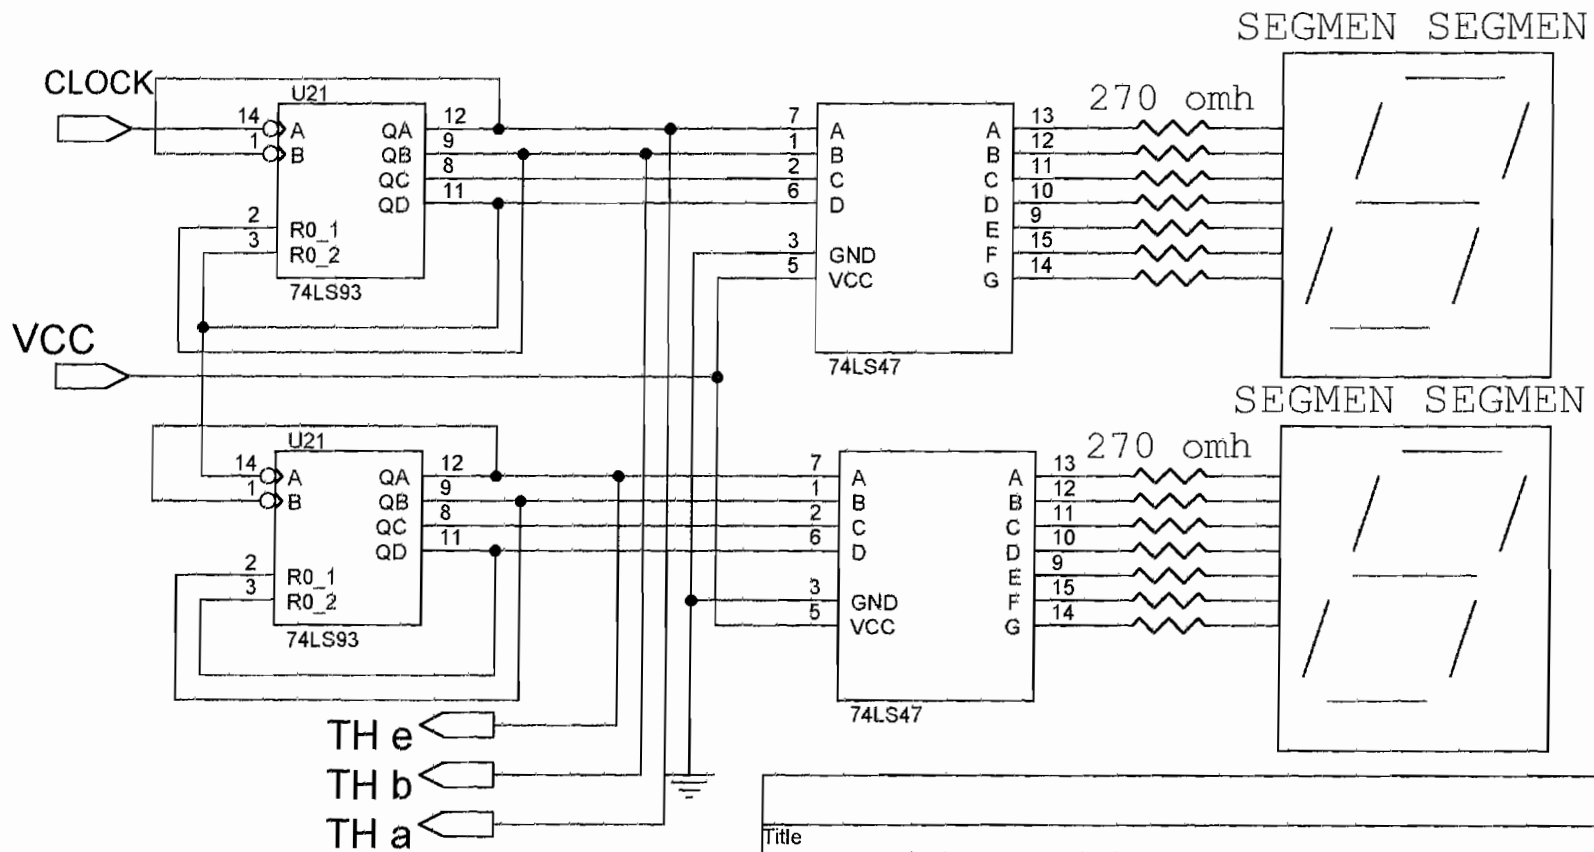 SEGMEN SEGMEN
CLOCK
U21
270 omh
14 A QA 12 7 A A 13
1 B QB 9 1 B B 12
QC 8 2 C C 11
QD 11 6 D D 10
2 R0_1 E 9
3 R0_2 3 GND F 15
5 VCC G 14
74LS93
VCC
74LS47
SEGMEN SEGMEN
U21
270 omh
14 A QA 12 7 A A 13
1 B QB 9 1 B B 12
QC 8 2 C C 11
QD 11 6 D D 10
2 R0_1 E 9
3 R0_2 3 GND F 15
5 VCC G 14
74LS93
74LS47
TH e
TH b
TH a
Title